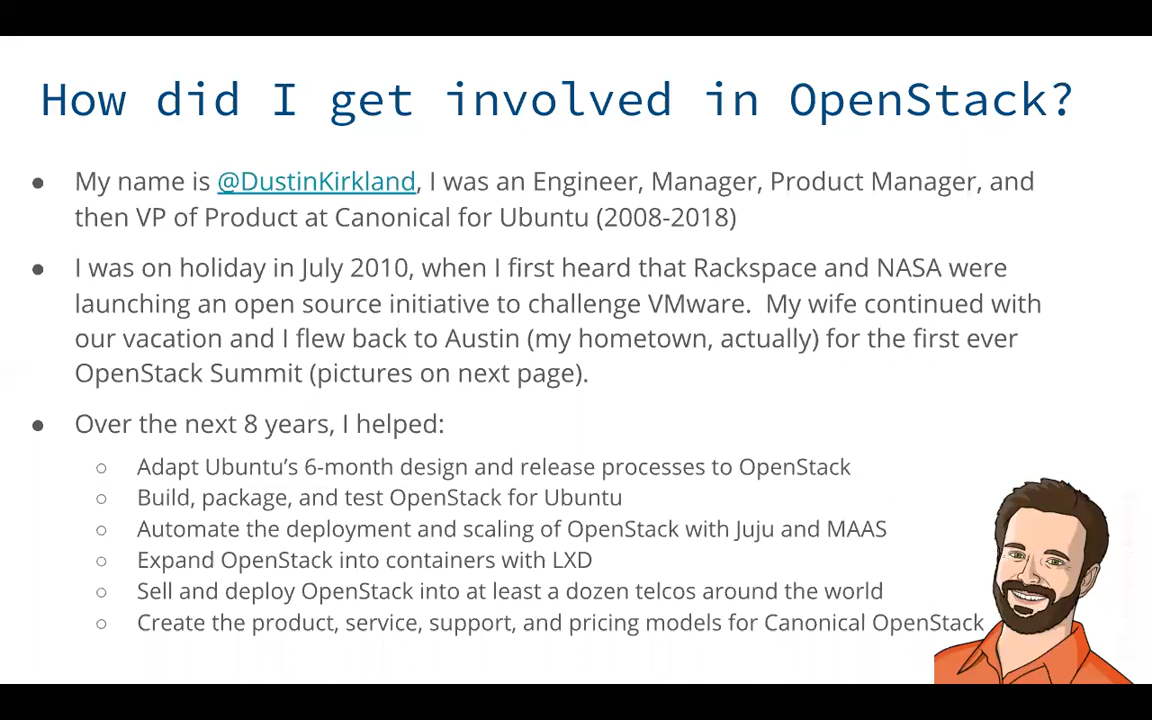 How did I get involved in OpenStack?
● My name is @DustinKirkland, I was an Engineer, Manager, Product Manager, and
then VP of Product at Canonical for Ubuntu (2008-2018)
● I was on holiday in July 2010, when I first heard that Rackspace and NASA were
launching an open source initiative to challenge VMware.  My wife continued with
our vacation and I flew back to Austin (my hometown, actually) for the first ever
OpenStack Summit (pictures on next page).
● Over the next 8 years, I helped:
○ Adapt Ubuntu’s 6-month design and release processes to OpenStack
○ Build, package, and test OpenStack for Ubuntu
○ Automate the deployment and scaling of OpenStack with Juju and MAAS
○ Expand OpenStack into containers with LXD
○ Sell and deploy OpenStack into at least a dozen telcos around the world
○ Create the product, service, support, and pricing models for Canonical OpenStack